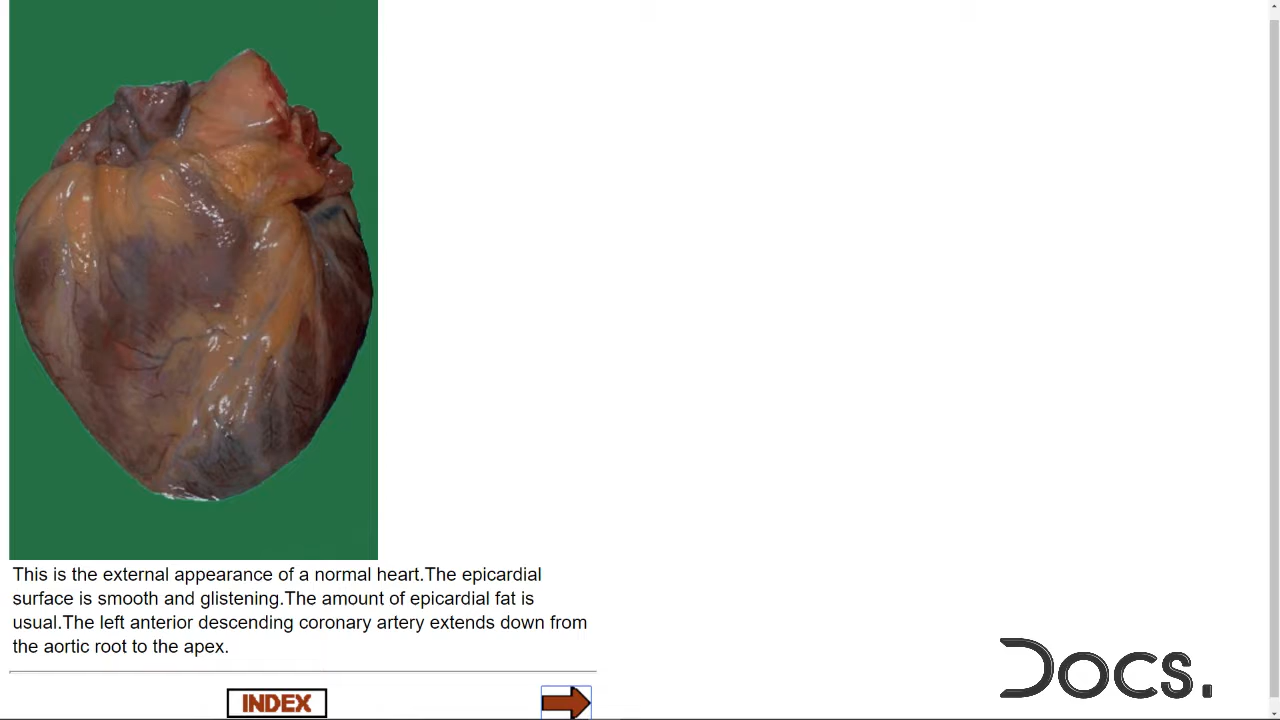 This is the external appearance of a normal heart.The epicardial
surface is smooth and glistening.The amount of epicardial fat is
usual.The left anterior descending coronary artery extends down from
the aortic root to the apex.
INDEX
Docs.